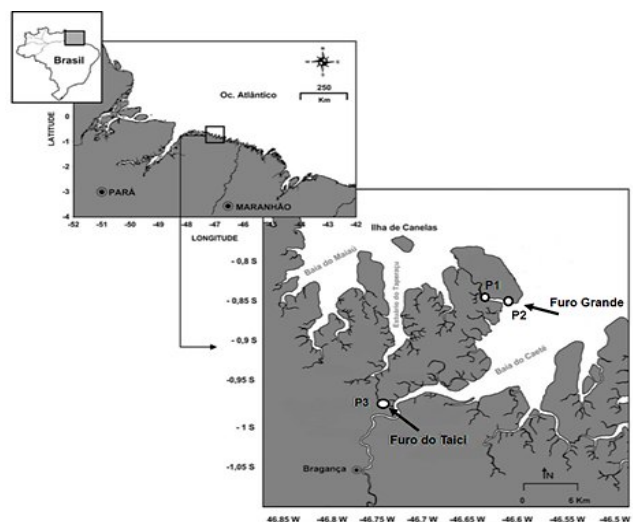 Brasil
Oc. Atlântico
250
Km
LATITUDE
0
-1
-2
-3
-4
PARÁ
MARANHÃO
-52 -51 -50 -49 -48 -47 -46 -45 -44 -43 -42
LONGITUDE
Ilha de Canelas
Baia do Maiaú
Estuário do Taperaçu
- 0,8 S
- 0,85 S
- 0,9 S
- 0,95 S
- 1 S
- 1,05 S
P1
P2
Furo Grande
Baia do Caeté
P3
Furo do Taici
Bragança
N
0 6 Km
-46.85 W -46.8 W -46.75 W -46.7 W -46.65 W -46.6 W -46.55 W -46.5 W